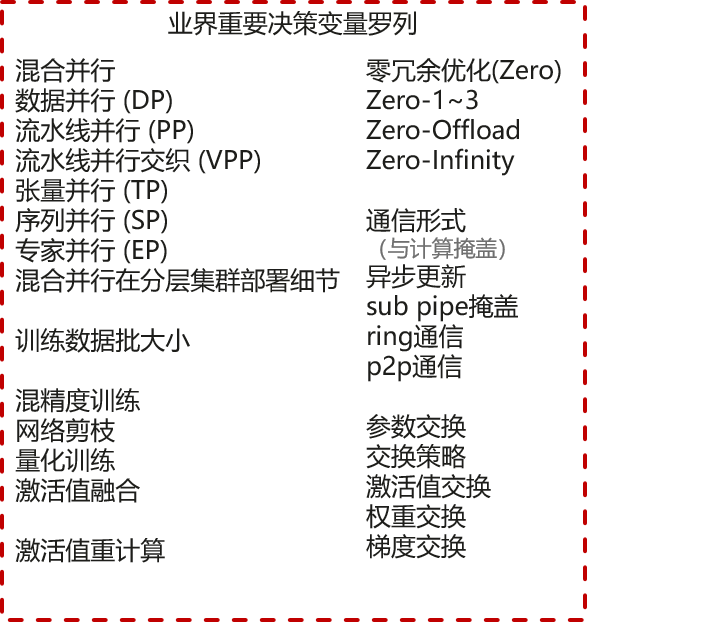 业界重要决策变量罗列
混合并行
数据并行 (DP)
流水线并行 (PP)
流水线并行交织 (VPP)
张量并行 (TP)
序列并行 (SP)
专家并行 (EP)
混合并行在分层集群部署细节
训练数据批大小
混精度训练
网络剪枝
量化训练
激活值融合
激活值重计算
零冗余优化(Zero)
Zero-1~3
Zero-Offload
Zero-Infinity
通信形式
（与计算掩盖）
异步更新
sub pipe掩盖
ring通信
p2p通信
参数交换
交换策略
激活值交换
权重交换
梯度交换